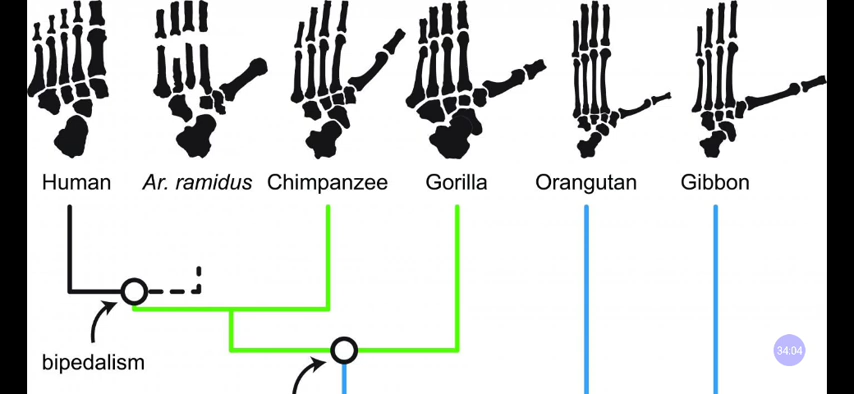 Human Ar. ramidus Chimpanzee Gorilla Orangutan Gibbon
bipedalism
34:04